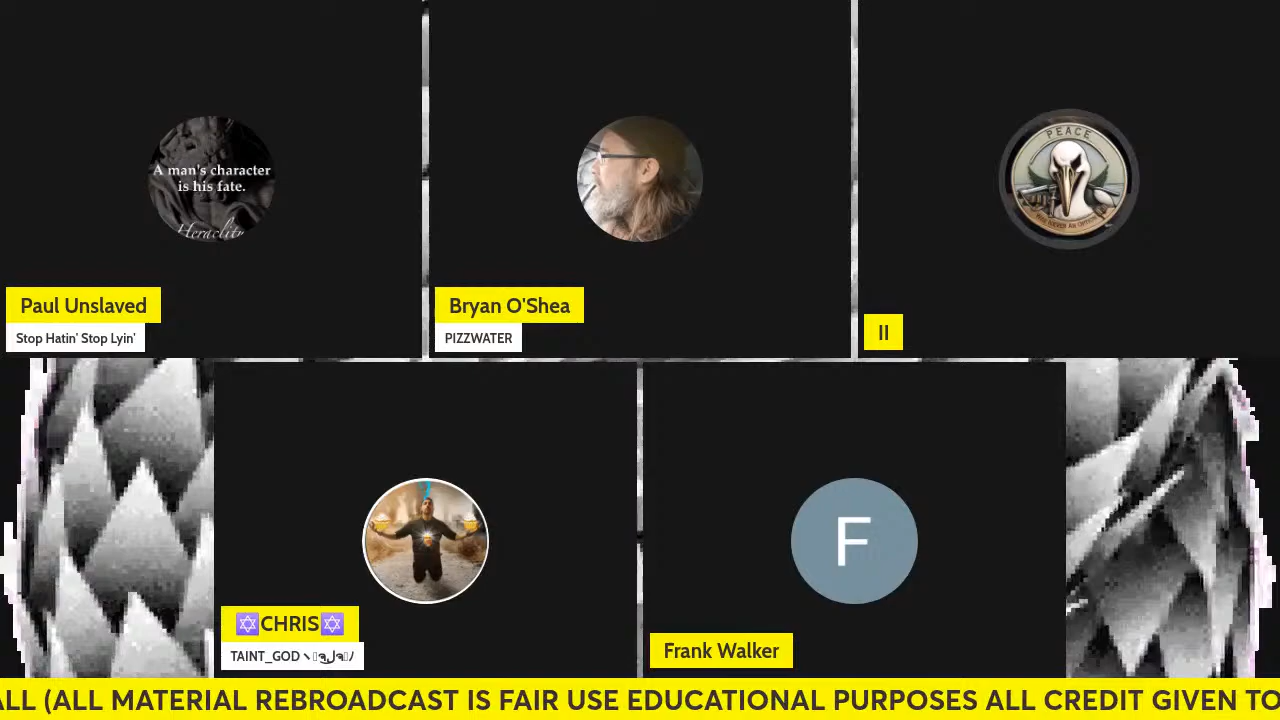 A man's character
is his fate.
Heraclitu
Paul Unslaved
Stop Hatin' Stop Lyin'
Bryan O'Shea
PIZZWATER
PEACE
II
✡CHRIS✡
TAINT_GOD
F
Frank Walker
ALL (ALL MATERIAL REBROADCAST IS FAIR USE EDUCATIONAL PURPOSES ALL CREDIT GIVEN TO